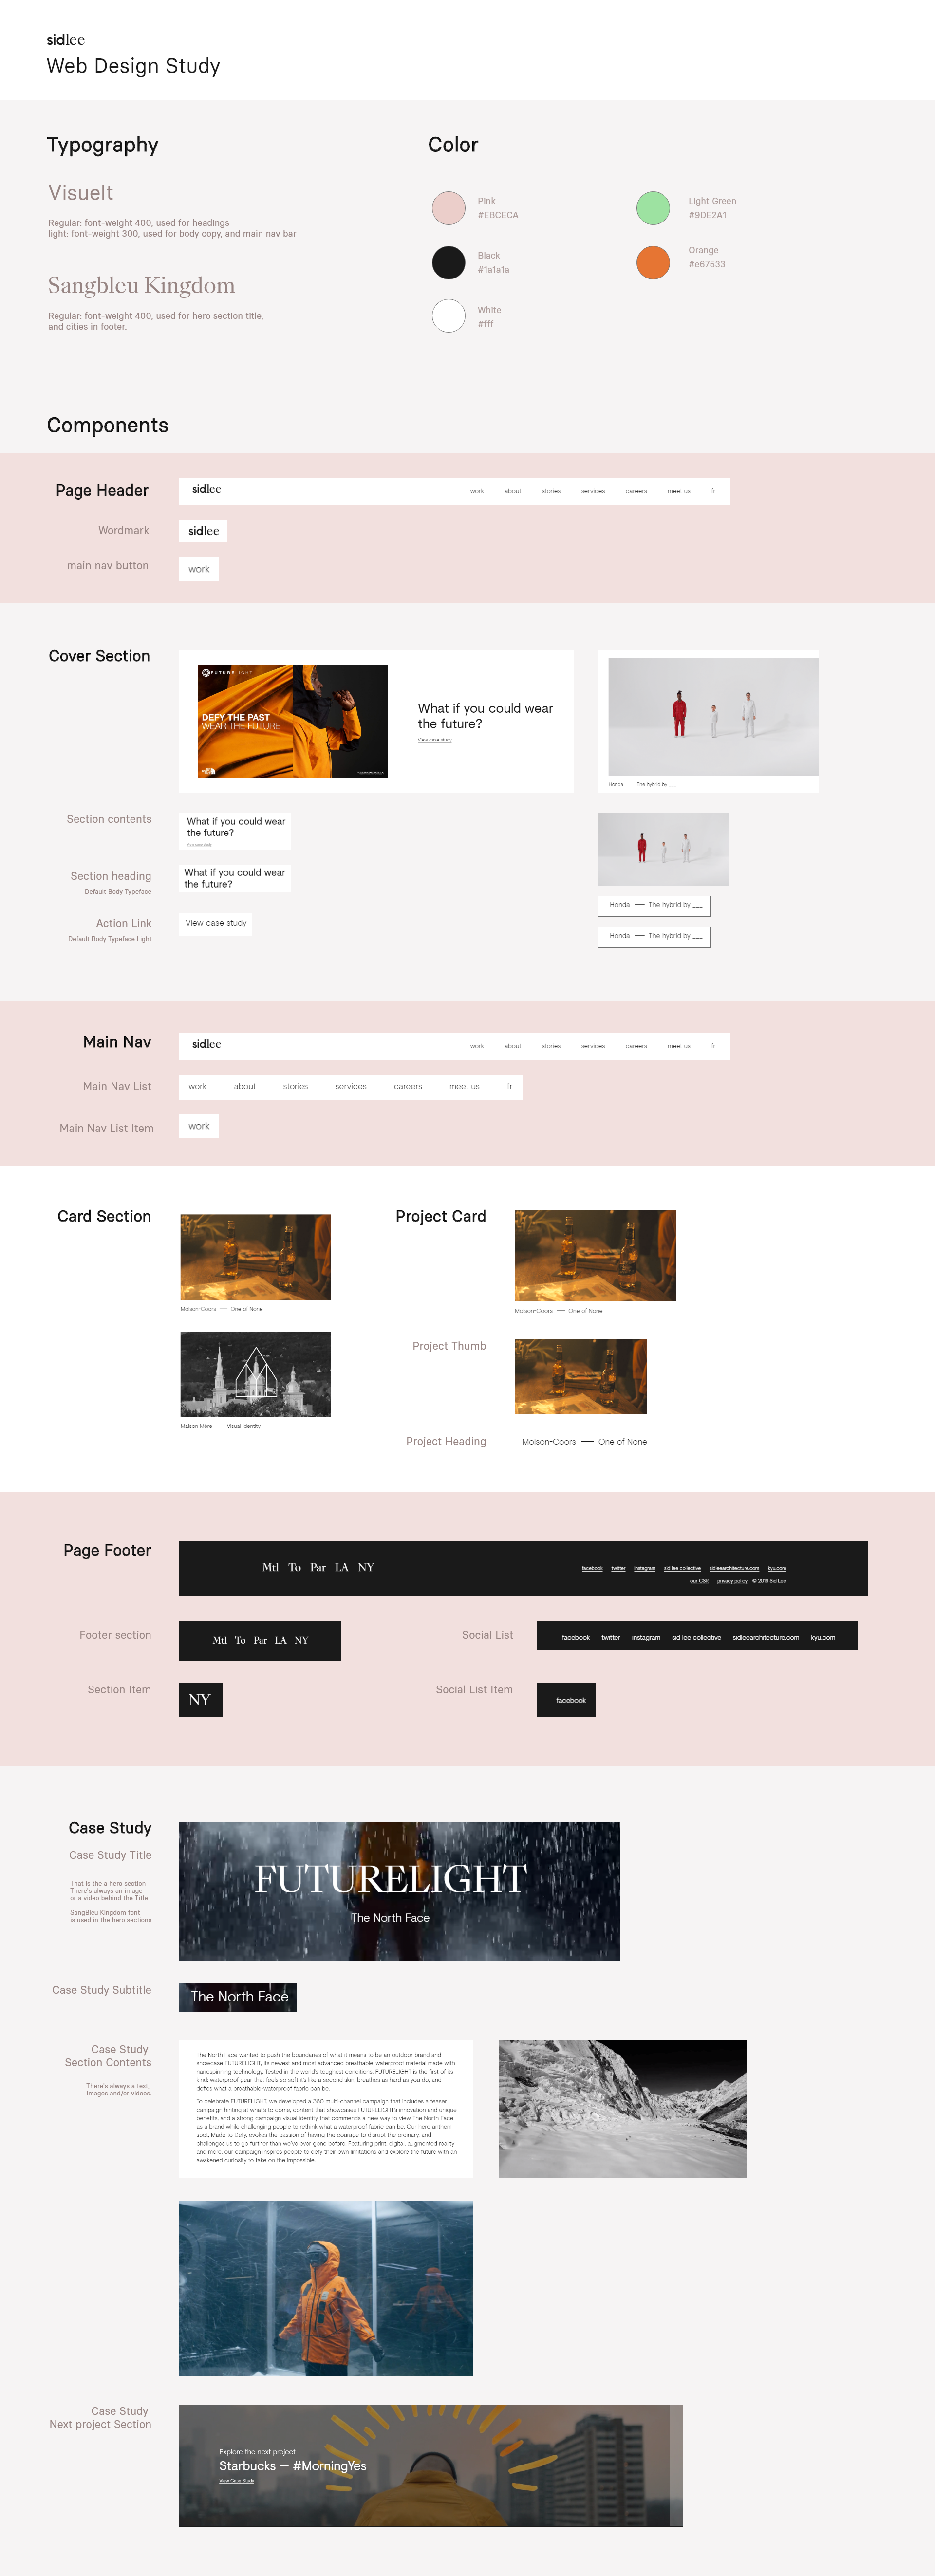 sidlee
Web Design Study
Typography
Visuelt
Regular: font-weight 400, used for headings
light: font-weight 300, used for body copy, and main nav bar
Sangbleu Kingdom
Regular: font-weight 400, used for hero section title,
and cities in footer.
Color
Pink
#EBCECA
Light Green
#9DE2A1
Black
#1a1a1a
Orange
#e67533
White
#fff
Components
Page Header
sidlee work about stories services careers meet us fr
Wordmark
sidlee
main nav button
work
Cover Section
FUTURELIGHT
DEFY THE PAST
WEAR THE FUTURE
What if you could wear
the future?
View case study
Honda — The hybrid by ___
Section contents
What if you could wear
the future?
View case study
Section heading
Default Body Typeface
What if you could wear
the future?
Action Link
Default Body Typeface Light
View case study
Honda — The hybrid by ___
Honda — The hybrid by ___
Main Nav
sidlee work about stories services careers meet us fr
Main Nav List
work about stories services careers meet us fr
Main Nav List Item
work
Card Section
Molson-Coors — One of None
Maison Mère — Visual identity
Project Card
Molson-Coors — One of None
Project Thumb
Project Heading
Molson-Coors — One of None
Page Footer
Mtl To Par LA NY
facebook twitter instagram sid lee collective sidleearchitecture.com kyu.com
our CSR privacy policy © 2019 Sid Lee
Footer section
Mtl To Par LA NY
Social List
facebook twitter instagram sid lee collective sidleearchitecture.com kyu.com
Section Item
NY
Social List Item
facebook
Case Study
Case Study Title
That is the a hero section
There's always an image
or a video behind the Title
SangBleu Kingdom font
is used in the hero sections
FUTURELIGHT
The North Face
Case Study Subtitle
The North Face
Case Study
Section Contents
There's always a text,
images and/or videos.
The North Face wanted to push the boundaries of what it means to be an outdoor brand and
showcase FUTURELIGHT, its newest and most advanced breathable-waterproof material made with
nanospinning technology. Tested in the world's toughest conditions, FUTURELIGHT is the first of its
kind: waterproof gear that feels so soft it's like a second skin, breathes as hard as you do, and
defies what a breathable-waterproof fabric can be.
To celebrate FUTURELIGHT, we developed a 360 multi-channel campaign that includes a teaser
campaign hinting at what's to come, content that showcases FUTURELIGHT's innovation and unique
benefits, and a strong campaign visual identity that commends a new way to view The North Face
as a brand while challenging people to rethink what a waterproof fabric can be. Our hero anthem
spot, Made to Defy, evokes the passion of having the courage to disrupt the ordinary, and
challenges us to go further than we've ever gone before. Featuring print, digital, augmented reality
and more, our campaign inspires people to defy their own limitations and explore the future with an
awakened curiosity to take on the impossible.
Case Study
Next project Section
Explore the next project
Starbucks — #MorningYes
View Case Study